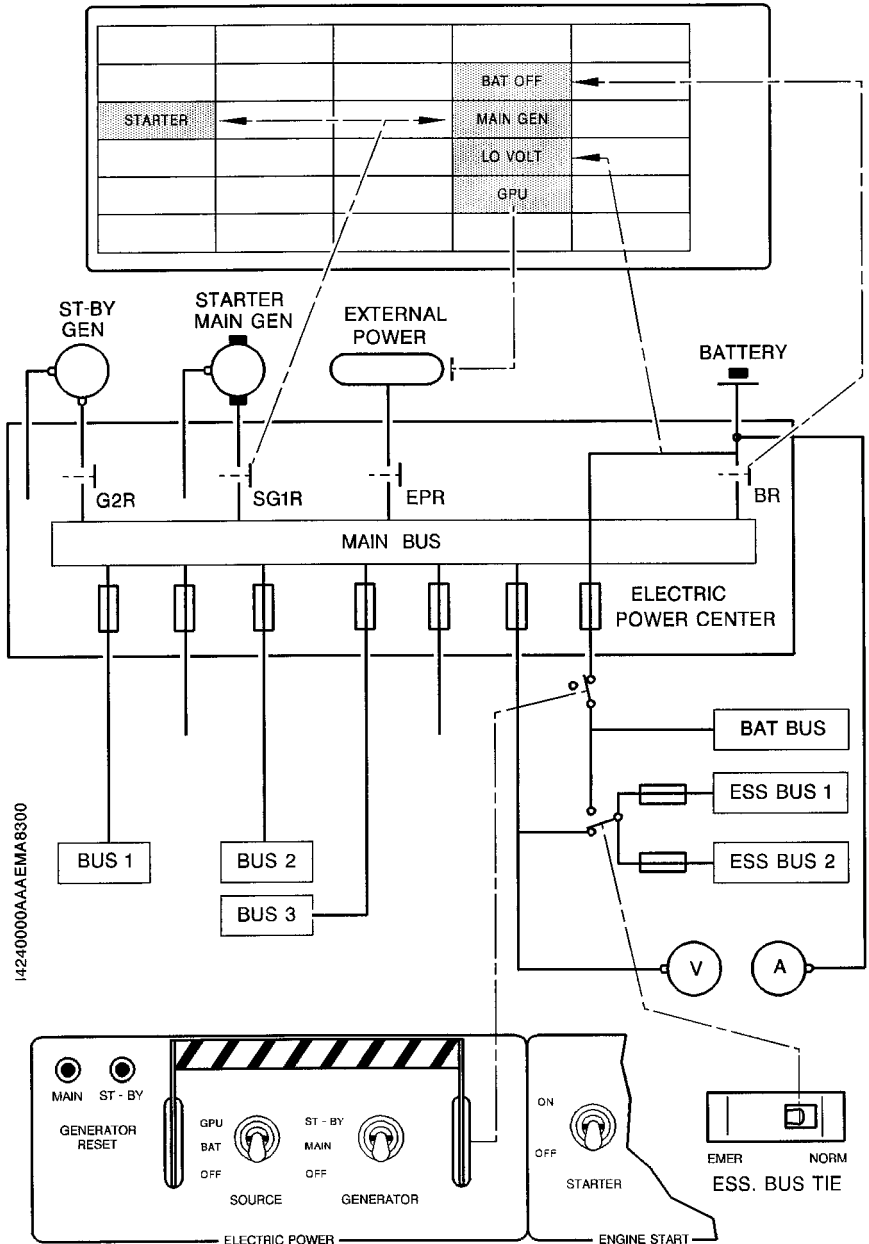 BAT OFF
STARTER
MAIN GEN
LO VOLT
GPU
ST-BY
GEN
STARTER
MAIN GEN
EXTERNAL
POWER
BATTERY
G2R
SG1R
EPR
BR
MAIN BUS
ELECTRIC
POWER CENTER
BAT BUS
ESS BUS 1
ESS BUS 2
BUS 1
BUS 2
BUS 3
V
A
I4240000AAAEMA8300
MAIN
ST - BY
GENERATOR
RESET
GPU
BAT
OFF
SOURCE
ST - BY
MAIN
OFF
GENERATOR
ELECTRIC POWER
ON
OFF
STARTER
ENGINE START
EMER
NORM
ESS. BUS TIE